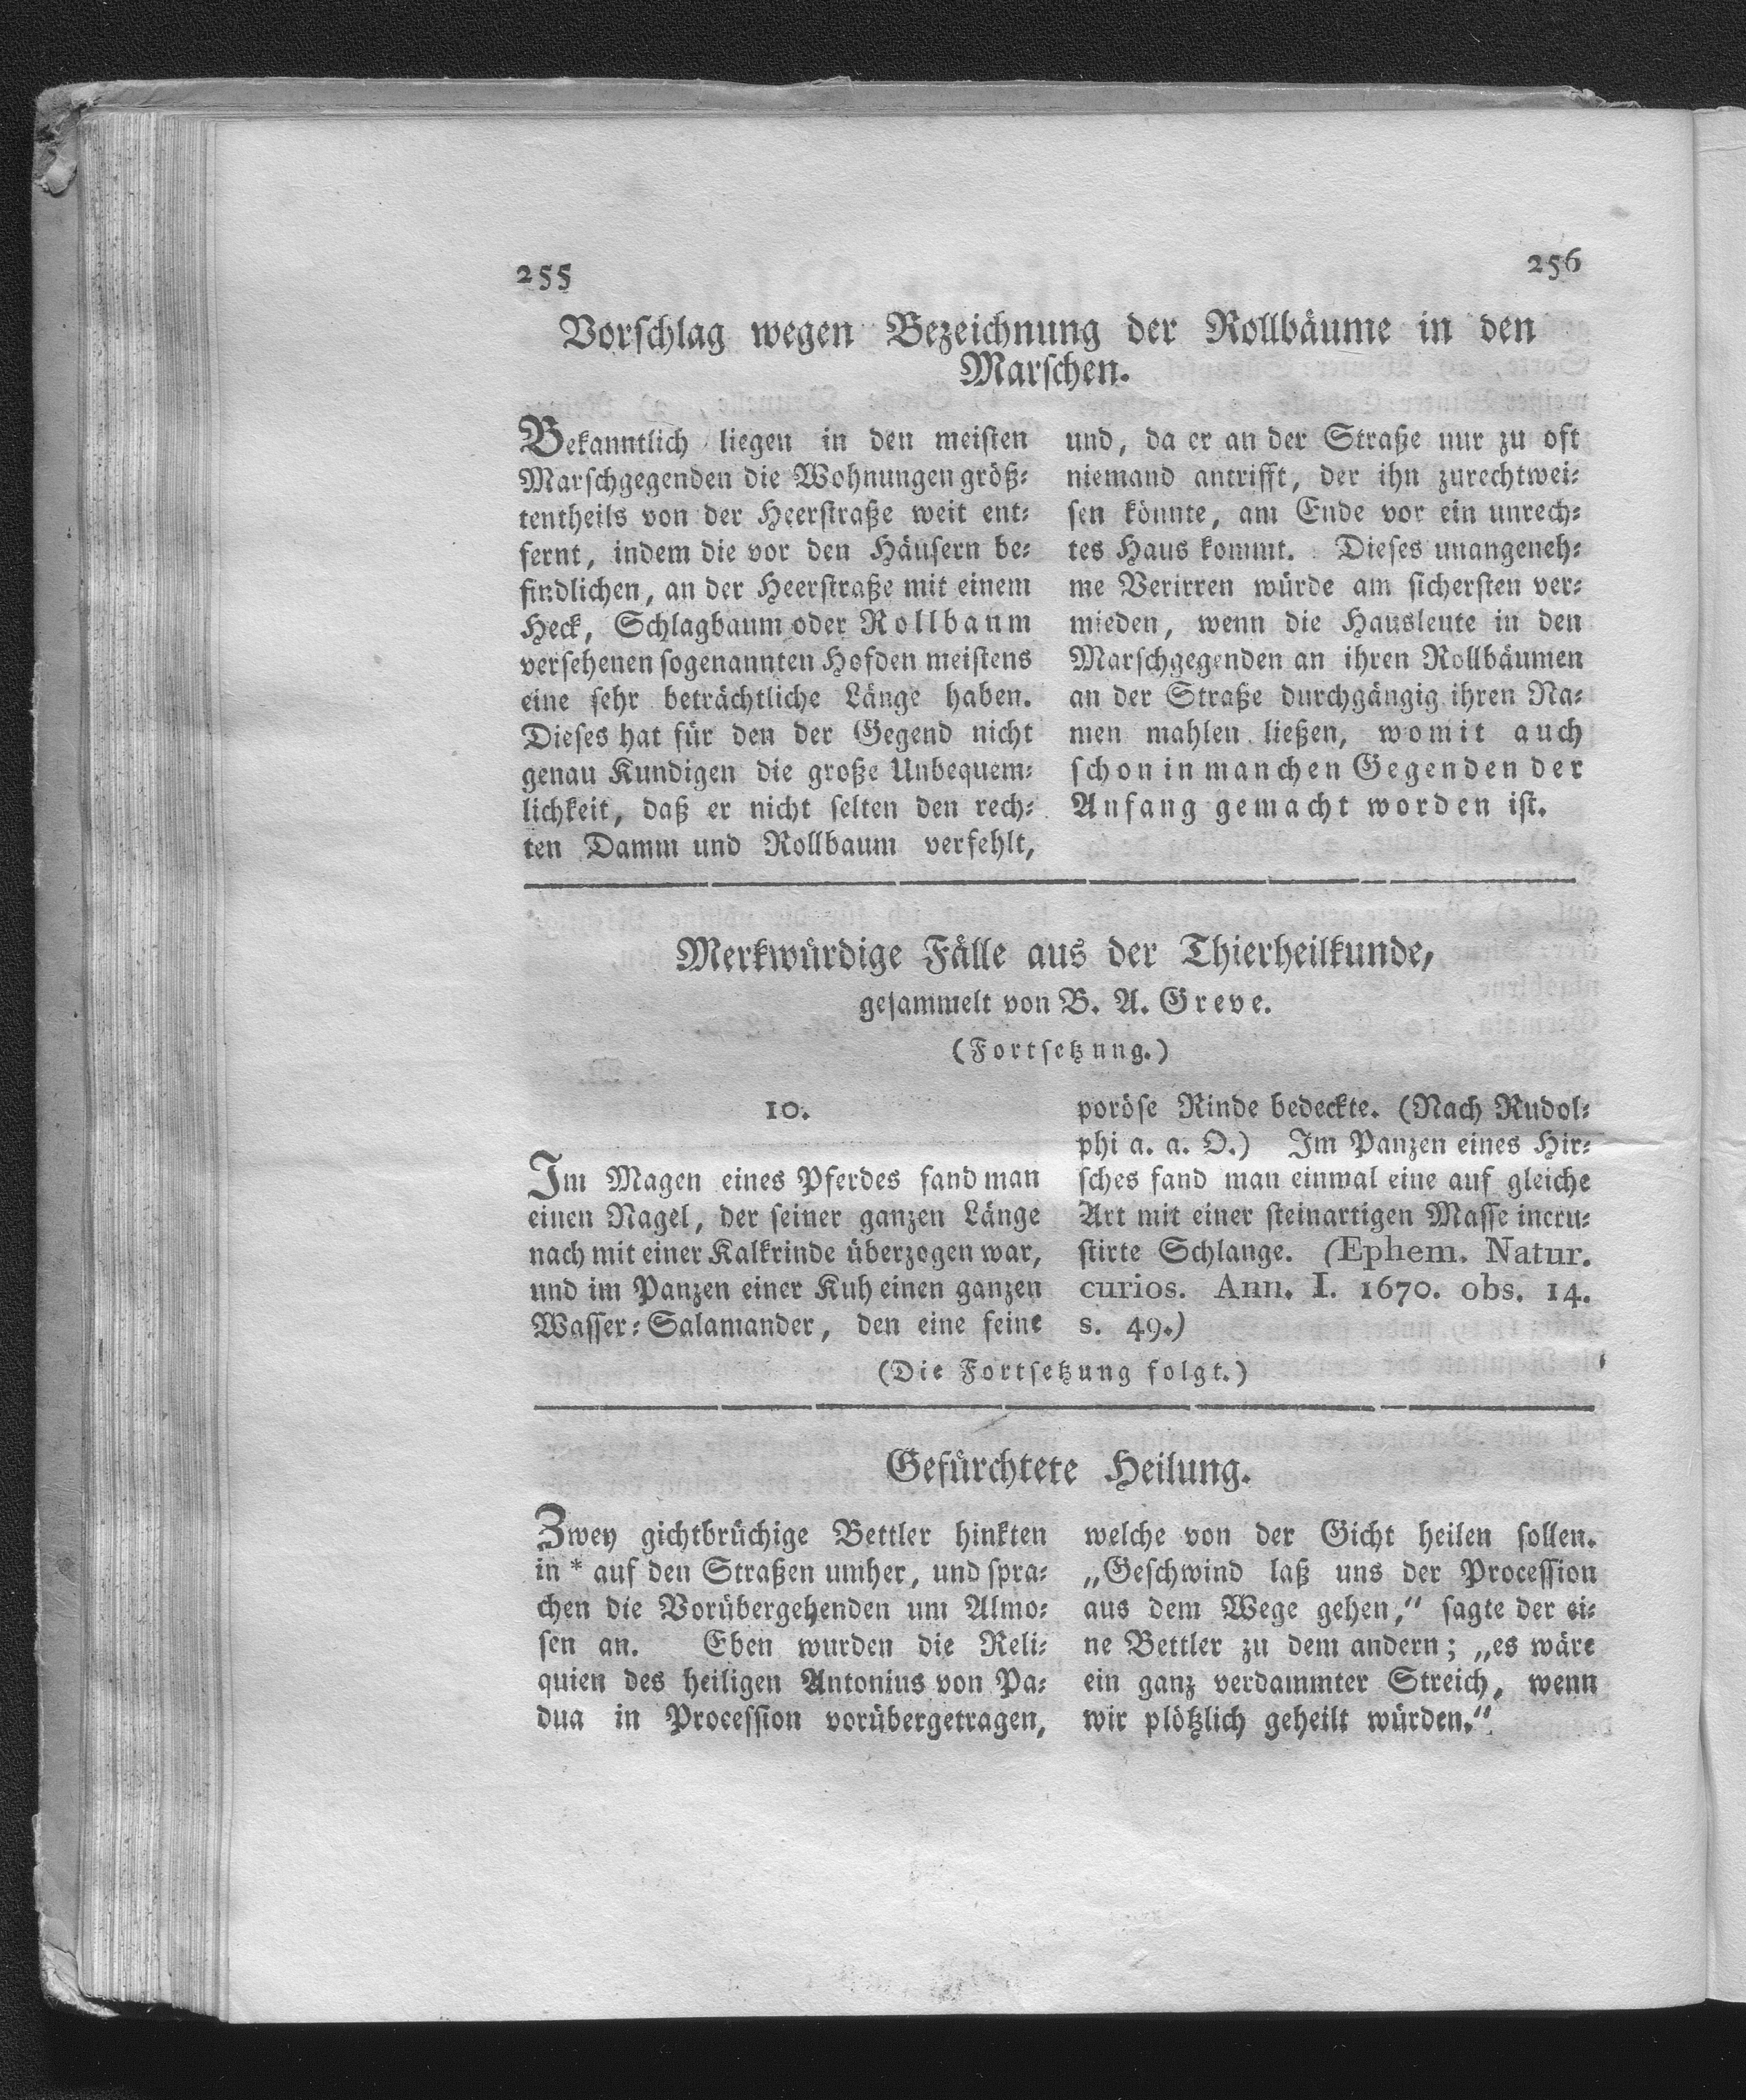 255
256
Vorschlag wegen Bezeichnung der Rollbäume in den
Marschen.
Bekanntlich liegen in den meisten
Marschgegenden die Wohnungen größ-
tentheils von der Heerstraße weit ent-
fernt, indem die vor den Häusern be-
findlichen, an der Heerstraße mit einem
Heck, Schlagbaum oder Rollbaum
versehenen sogenannten Hofden meistens
eine sehr beträchtliche Länge haben.
Dieses hat für den der Gegend nicht
genau Kundigen die große Unbequem-
lichkeit, daß er nicht selten den rech-
ten Damm und Rollbaum verfehlt,
und, da er an der Straße nur zu oft
niemand antrifft, der ihn zurechtwei-
sen könnte, am Ende vor ein unrech-
tes Haus kommt. Dieses unangeneh-
me Verirren würde am sichersten ver-
mieden, wenn die Hausleute in den
Marschgegenden an ihren Rollbäumen
an der Straße durchgängig ihren Na-
men mahlen ließen, womit auch
schon in manchen Gegenden der
Anfang gemacht worden ist.
Merkwürdige Fälle aus der Thierheilkunde,
gesammelt von B. A. Greve.
(Fortsetzung.)
10.
Im Magen eines Pferdes fand man
einen Nagel, der seiner ganzen Länge
nach mit einer Kalkrinde überzogen war,
und im Panzen einer Kuh einen ganzen
Wasser-Salamander, den eine feine
poröse Rinde bedeckte. (Nach Rudol-
phi a. a. O.) Im Panzen eines Hir-
sches fand man einmal eine auf gleiche
Art mit einer steinartigen Masse incru-
stirte Schlange. (Ephem. Natur.
curios. Ann. I. 1670. obs. 14.
s. 49.)
(Die Fortsetzung folgt.)
Gefürchtete Heilung.
Zwey gichtbrüchige Bettler hinkten
in * auf den Straßen umher, und spra-
chen die Vorübergehenden um Almo-
sen an. Eben wurden die Reli-
quien des heiligen Antonius von Pa-
dua in Procession vorübergetragen,
welche von der Gicht heilen sollen.
„Geschwind laß uns der Procession
aus dem Wege gehen,“ sagte der ei-
ne Bettler zu dem andern; „es wäre
ein ganz verdammter Streich, wenn
wir plötzlich geheilt würden.“